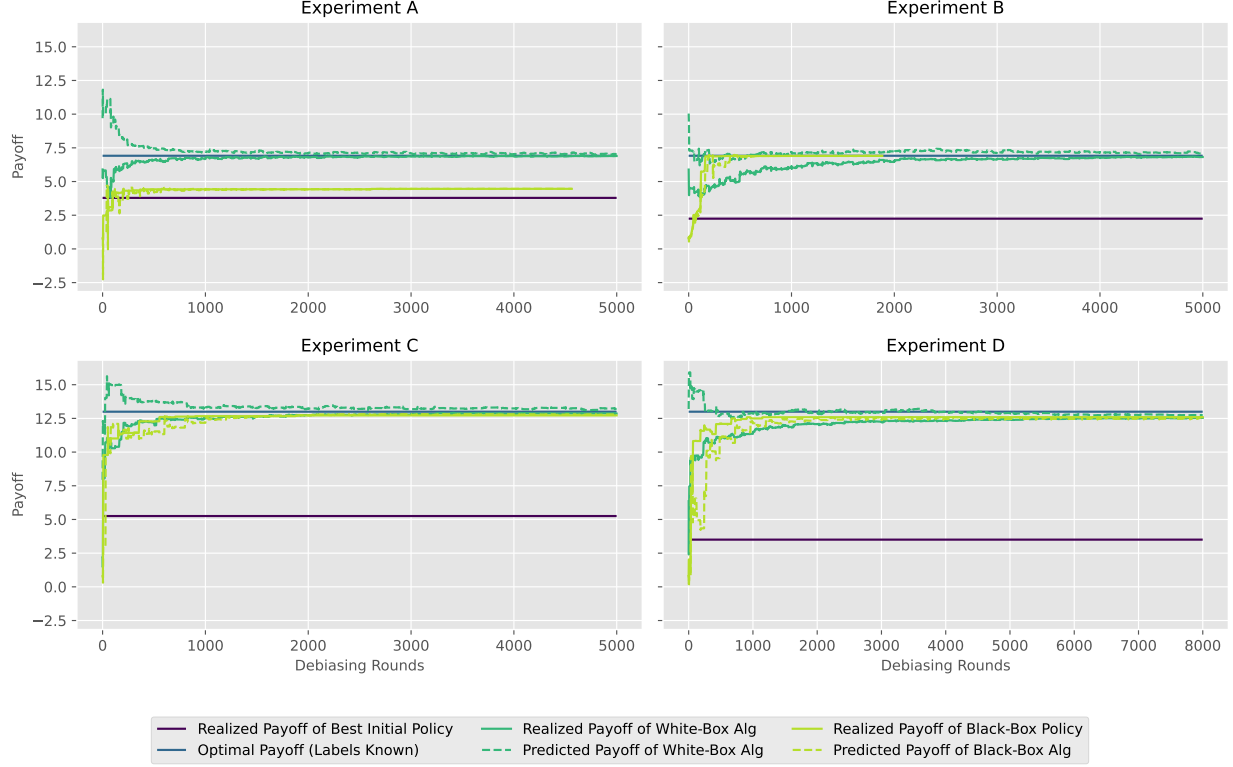 Experiment A
Experiment B
Payoff
15.0
12.5
10.0
7.5
5.0
2.5
0.0
−2.5
0 1000 2000 3000 4000 5000
0 1000 2000 3000 4000 5000
Experiment C
Experiment D
Payoff
15.0
12.5
10.0
7.5
5.0
2.5
0.0
−2.5
0 1000 2000 3000 4000 5000
0 1000 2000 3000 4000 5000 6000 7000 8000
Debiasing Rounds
Debiasing Rounds
Realized Payoff of Best Initial Policy
Optimal Payoff (Labels Known)
Realized Payoff of White-Box Alg
Predicted Payoff of White-Box Alg
Realized Payoff of Black-Box Policy
Predicted Payoff of Black-Box Alg